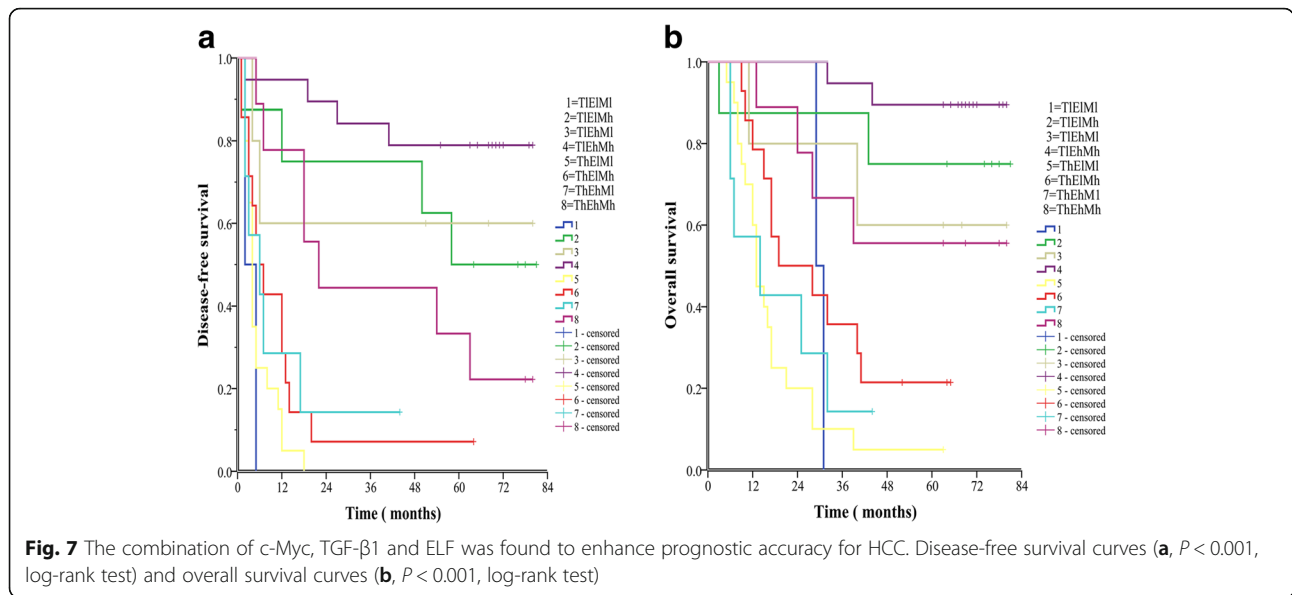 a
1.0
0.8
0.6
0.4
0.2
0.0
Disease-free survival
0 12 24 36 48 60 72 84
Time ( months)
1=TlElMl
2=TlElMh
3=TlEhMl
4=TlEhMh
5=ThElMl
6=ThElMh
7=ThEhMl
8=ThEhMh
1
2
3
4
5
6
7
8
1 - censored
2 - censored
3 - censored
4 - censored
5 - censored
6 - censored
7 - censored
8 - censored
b
1.0
0.8
0.6
0.4
0.2
0.0
Overall survival
0 12 24 36 48 60 72 84
Time ( months)
1=TlElMl
2=TlElMh
3=TlEhMl
4=TlEhMh
5=ThElMl
6=ThElMh
7=ThEhM1
8=ThEhMh
1
2
3
4
5
6
7
8
1 - censored
2 - censored
3 - censored
4 - censored
5 - censored
6 - censored
7 - censored
8 - censored
Fig. 7 The combination of c-Myc, TGF-β1 and ELF was found to enhance prognostic accuracy for HCC. Disease-free survival curves (a, P < 0.001,
log-rank test) and overall survival curves (b, P < 0.001, log-rank test)